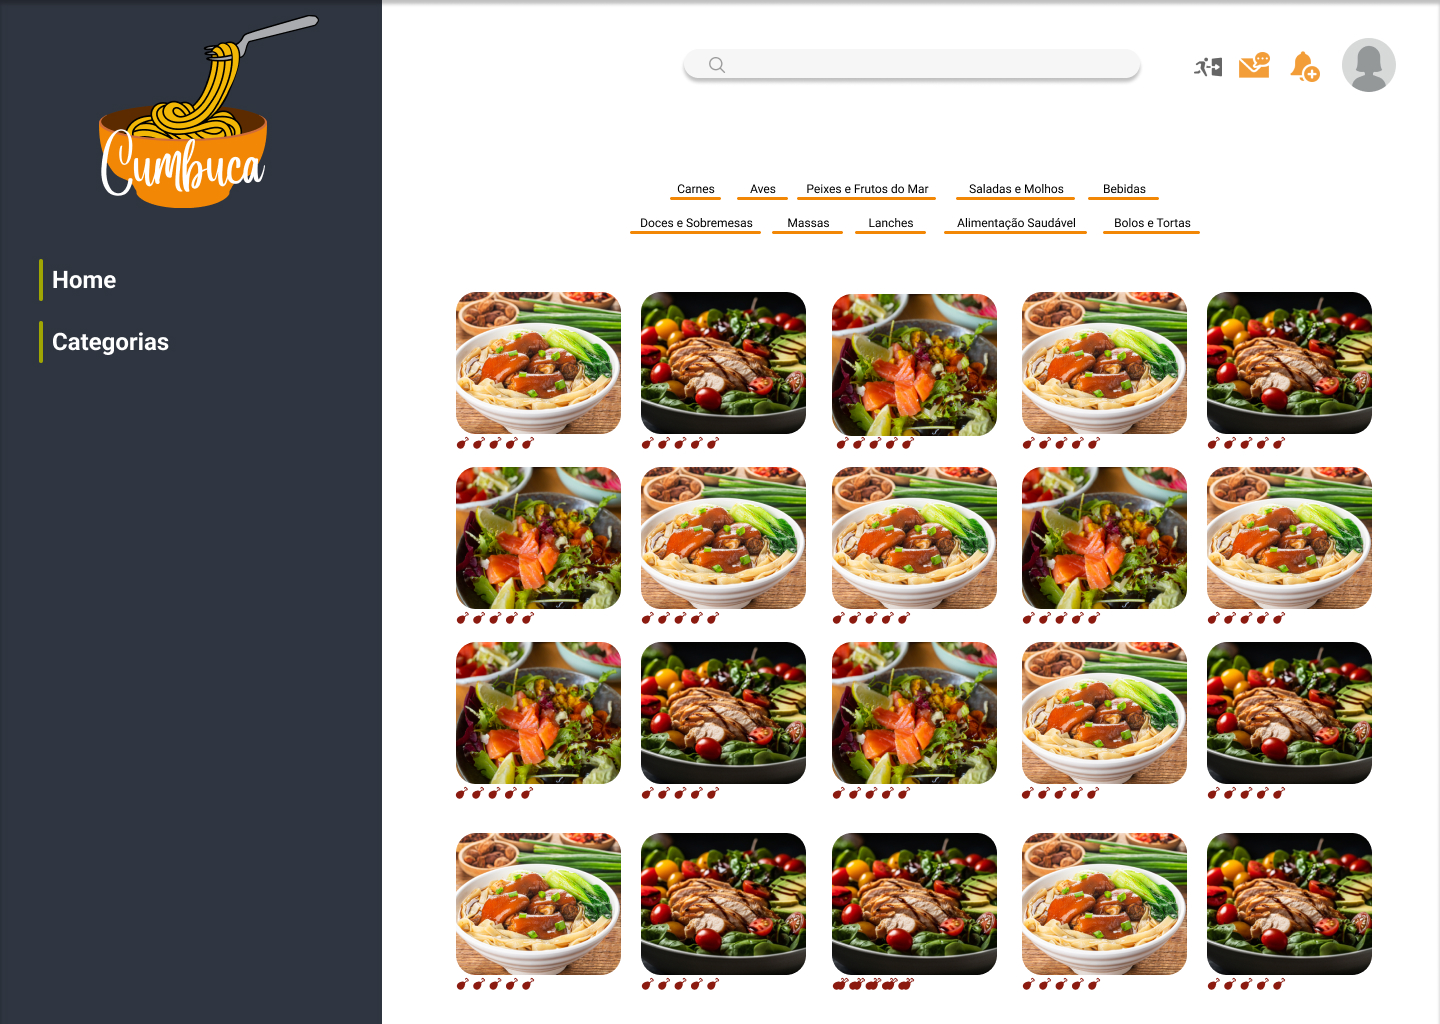 Cumbuca
Home
Categorias
Carnes Aves Peixes e Frutos do Mar Saladas e Molhos Bebidas
Doces e Sobremesas Massas Lanches Alimentação Saudável Bolos e Tortas